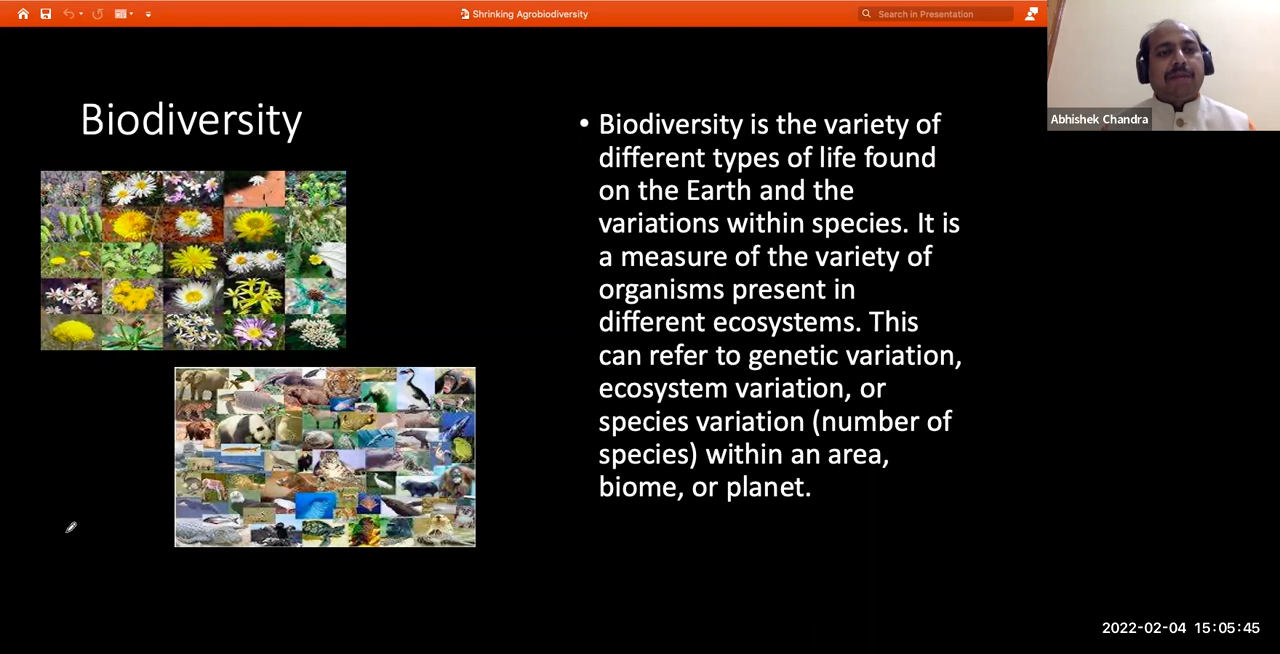 Shrinking Agrobiodiversity
Search in Presentation
Abhishek Chandra
Biodiversity
• Biodiversity is the variety of
different types of life found
on the Earth and the
variations within species. It is
a measure of the variety of
organisms present in
different ecosystems. This
can refer to genetic variation,
ecosystem variation, or
species variation (number of
species) within an area,
biome, or planet.
2022-02-04 15:05:45